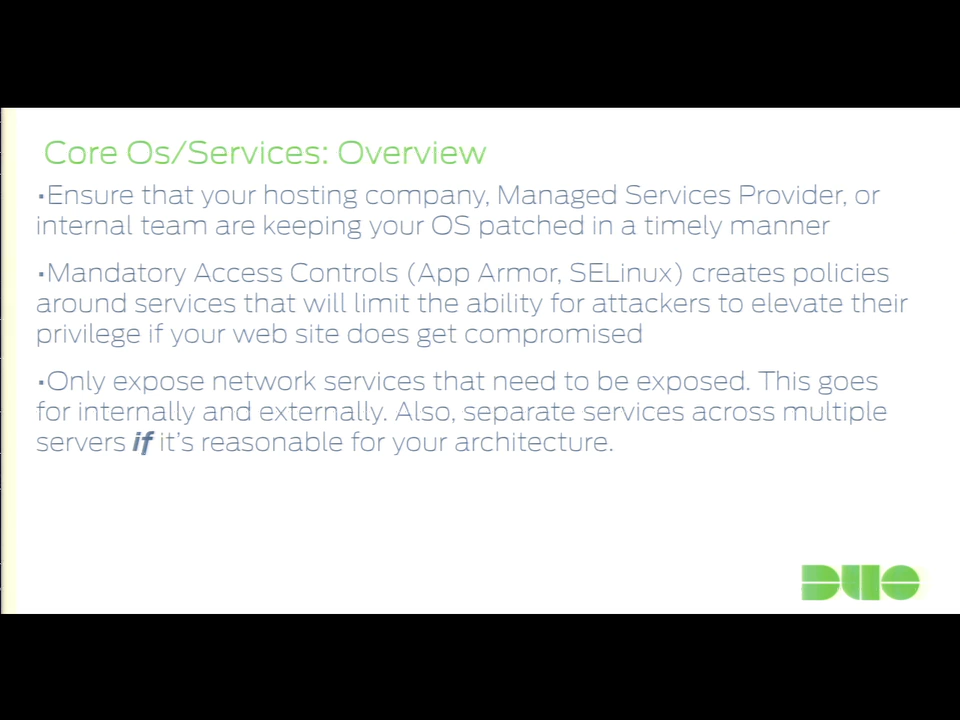 Core Os/Services: Overview
·Ensure that your hosting company, Managed Services Provider, or
internal team are keeping your OS patched in a timely manner
·Mandatory Access Controls (App Armor, SELinux) creates policies
around services that will limit the ability for attackers to elevate their
privilege if your web site does get compromised
·Only expose network services that need to be exposed. This goes
for internally and externally. Also, separate services across multiple
servers if it's reasonable for your architecture.
DUO